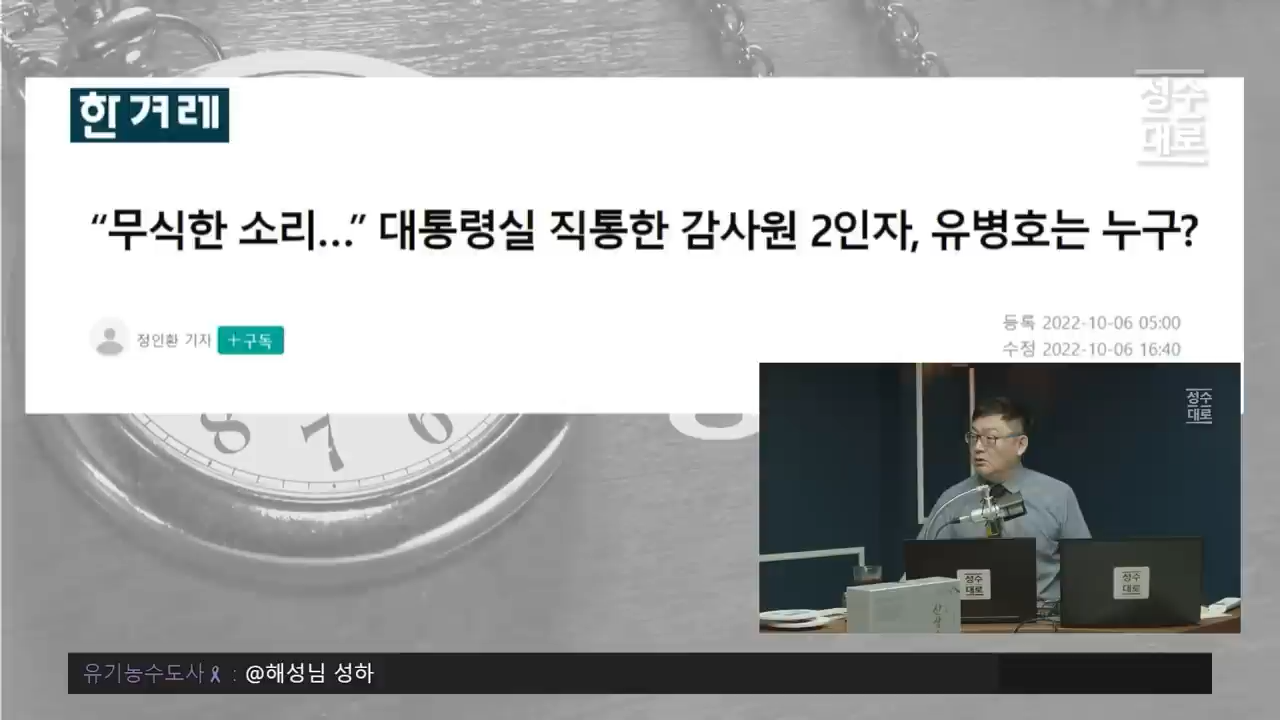 한겨레
성수
대로
“무식한 소리…” 대통령실 직통한 감사원 2인자, 유병호는 누구?
정인환 기자 +구독
등록 2022-10-06 05:00
수정 2022-10-06 16:40
8 7 6
성수
대로
성수
대로
성수
대로
유기농수도사🎗 : @해성님 성하